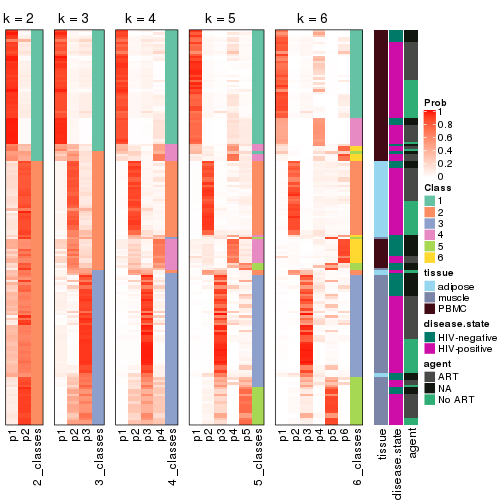 k = 2 k = 3 k = 4 k = 5 k = 6
Prob
1
0.8
0.6
0.4
0.2
0
Class
1
2
3
4
5
6
tissue
adipose
muscle
PBMC
disease.state
HIV-negative
HIV-positive
agent
ART
NA
No ART
p1 p2 2_classes p1 p2 p3 3_classes p1 p2 p3 p4 4_classes p1 p2 p3 p4 p5 5_classes p1 p2 p3 p4 p5 p6 6_classes tissue disease.state agent